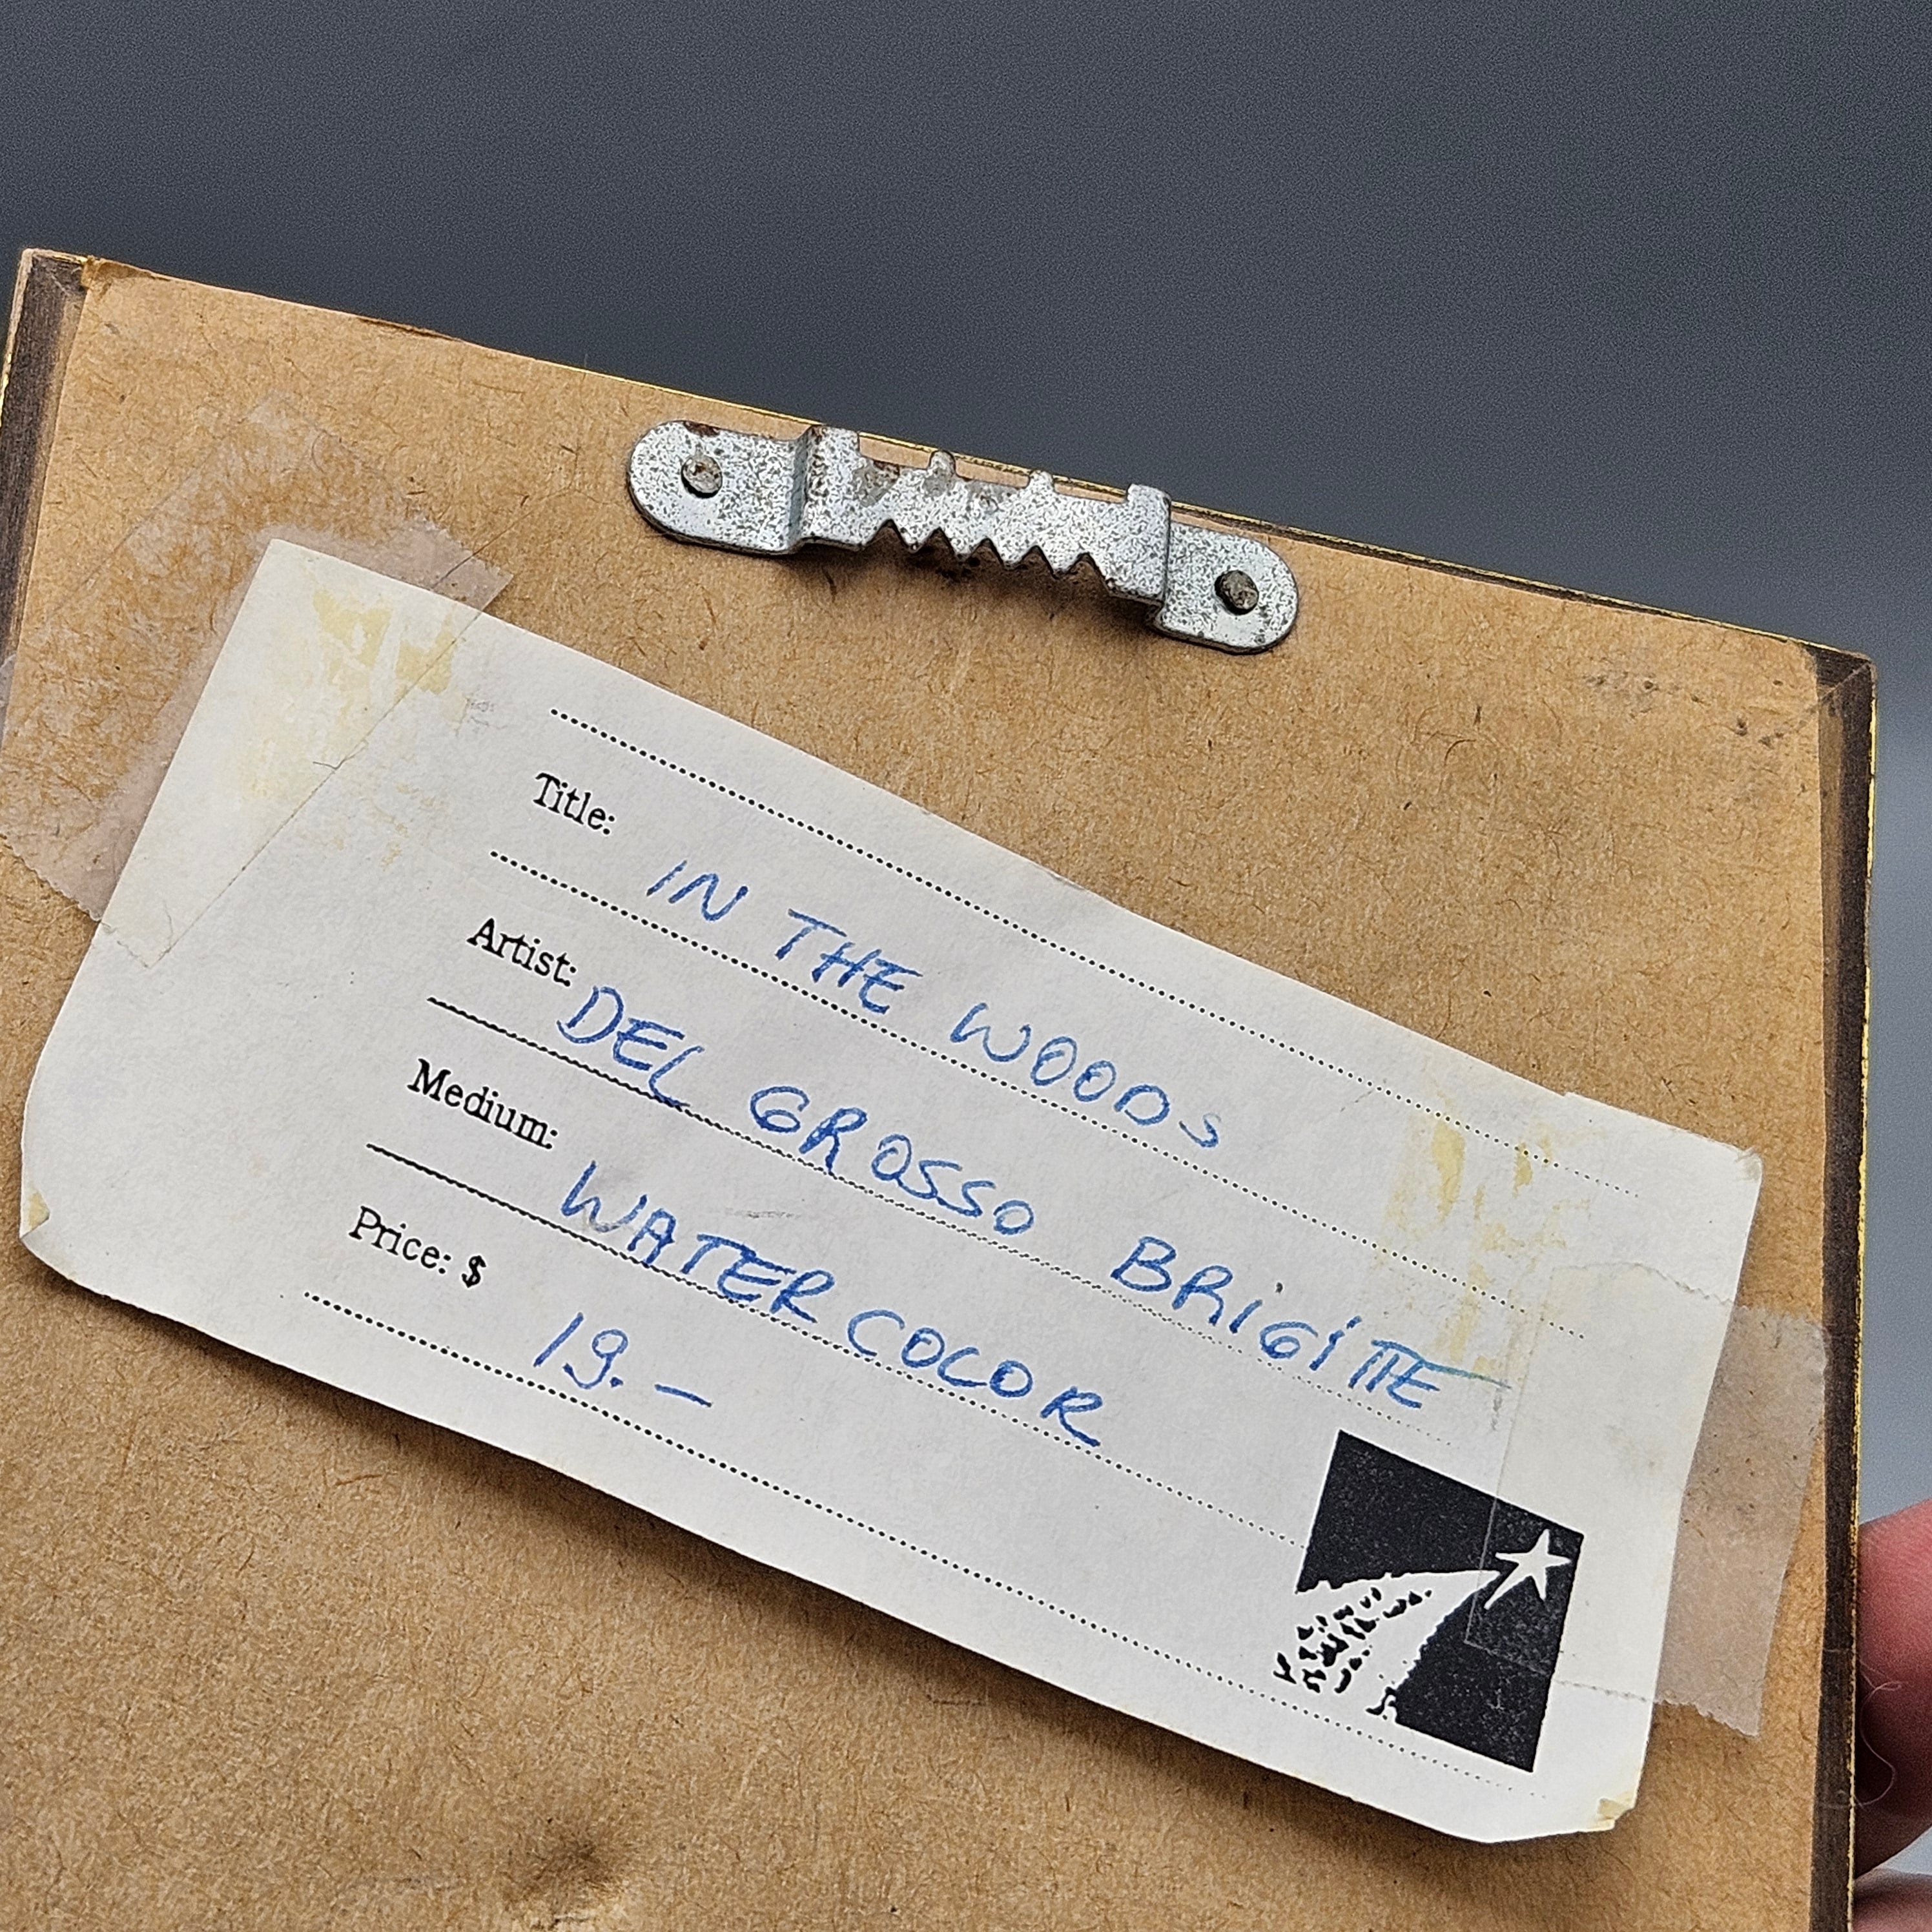 Title: IN THE WOODS
Artist: DEL GROSSO BRIGITTE
Medium: WATERCOLOR
Price: $ 19.—